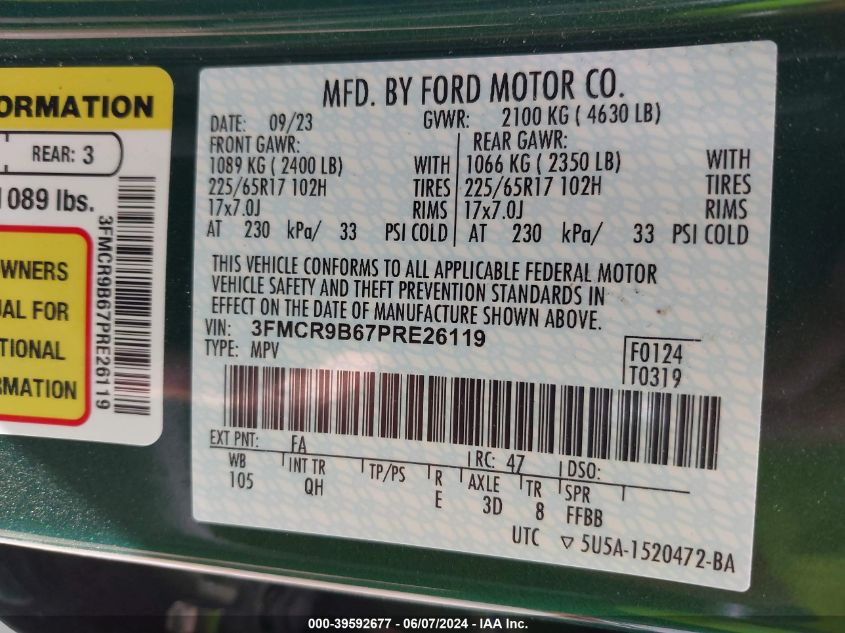 ORMATION
REAR: 3
1089 lbs.
OWNERS
UAL FOR
TIONAL
RMATION
3FMCR9B67PRE26119
MFD. BY FORD MOTOR CO.
DATE: 09/23 GVWR: 2100 KG ( 4630 LB)
FRONT GAWR: REAR GAWR:
1089 KG ( 2400 LB) WITH 1066 KG ( 2350 LB) WITH
225/65R17 102H TIRES 225/65R17 102H TIRES
17x7.0J RIMS 17x7.0J RIMS
AT 230 kPa/ 33 PSI COLD AT 230 kPa/ 33 PSI COLD
THIS VEHICLE CONFORMS TO ALL APPLICABLE FEDERAL MOTOR
VEHICLE SAFETY AND THEFT PREVENTION STANDARDS IN
EFFECT ON THE DATE OF MANUFACTURE SHOWN ABOVE.
VIN: 3FMCR9B67PRE26119
TYPE: MPV
F0124
T0319
EXT PNT: FA RC: 47 DSO:
WB INT TR TP/PS R AXLE TR SPR
105 QH E 3D 8 FFBB
UTC 5U5A-1520472-BA
000-39592677 - 06/07/2024 - IAA Inc.